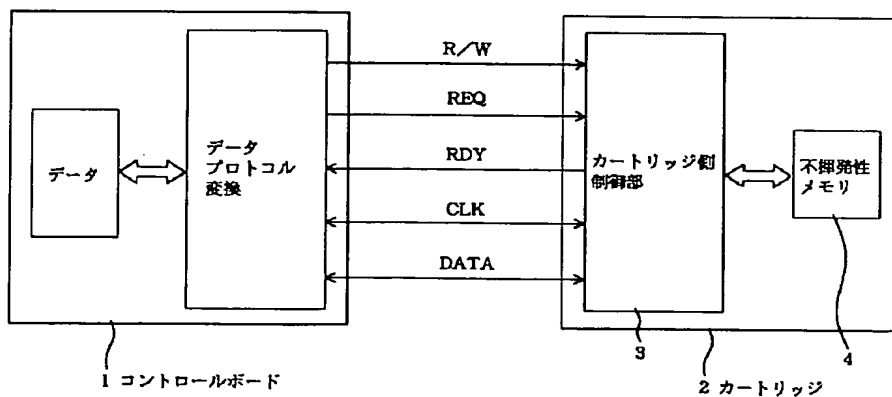 R/W
REQ
RDY
CLK
DATA
データ
データ
プロトコル
変換
カートリッジ側
制御部
不揮発性
メモリ
1 コントロールボード
3
2 カートリッジ
4